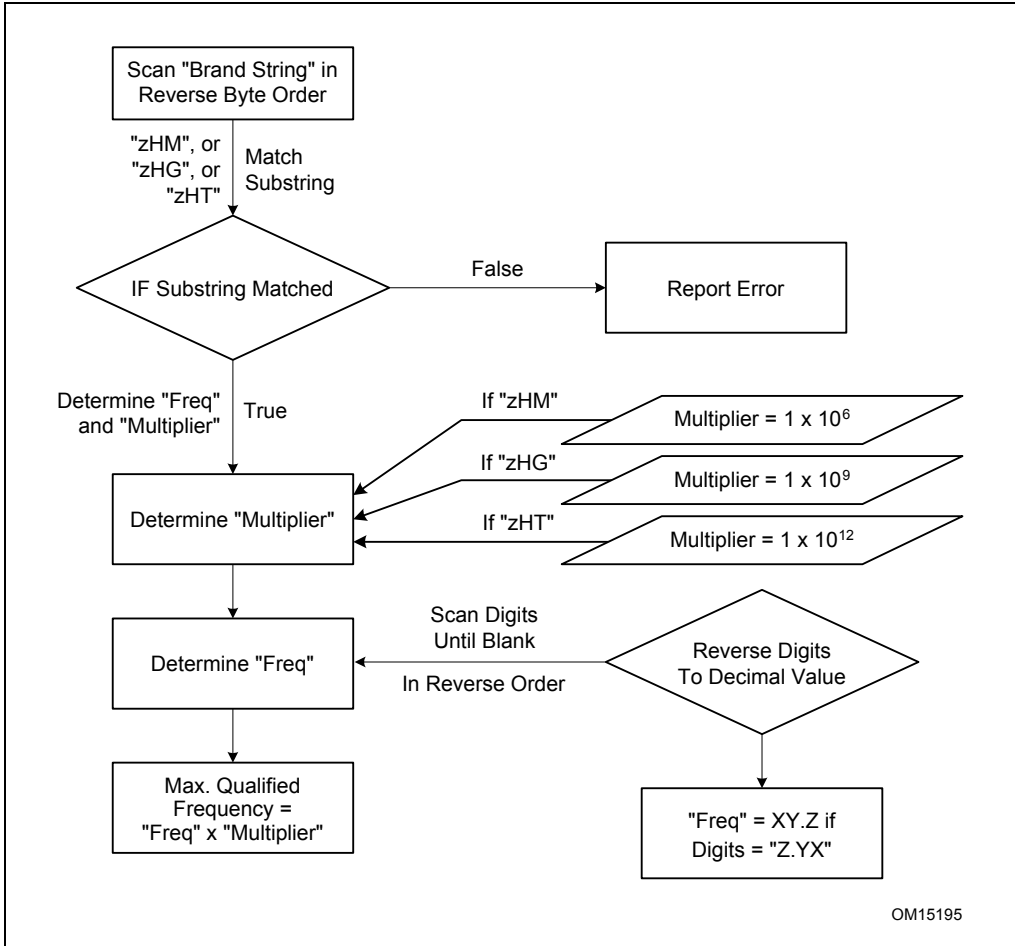 Scan "Brand String" in
Reverse Byte Order
"zHM", or
"zHG", or
"zHT"
Match
Substring
IF Substring Matched
False
Report Error
Determine "Freq"
and "Multiplier"
True
If "zHM"
Multiplier = 1 x 10⁶
If "zHG"
Multiplier = 1 x 10⁹
Determine "Multiplier"
If "zHT"
Multiplier = 1 x 10¹²
Scan Digits
Until Blank
In Reverse Order
Determine "Freq"
Reverse Digits
To Decimal Value
Max. Qualified
Frequency =
"Freq" x "Multiplier"
"Freq" = XY.Z if
Digits = "Z.YX"
OM15195